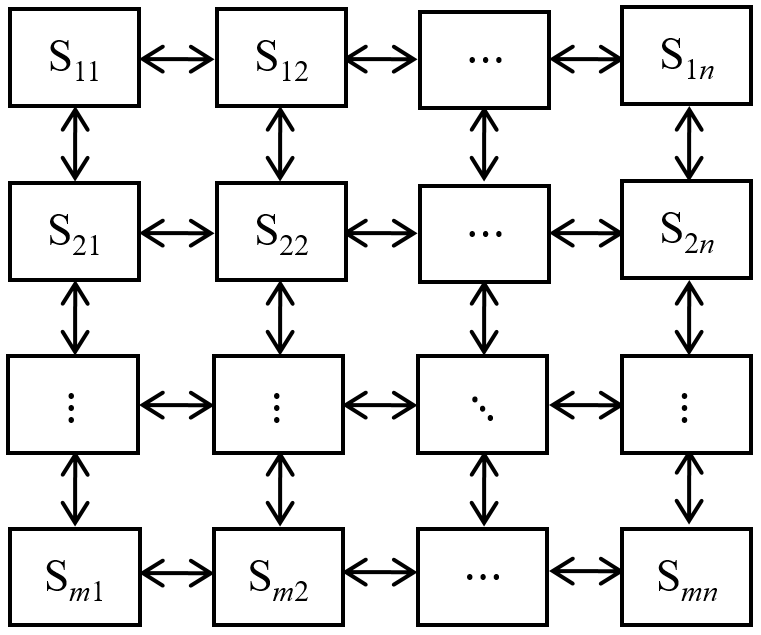 S11 S12 ⋯ S1n
S21 S22 ⋯ S2n
⋮ ⋮ ⋱ ⋮
Sm1 Sm2 ⋯ Smn